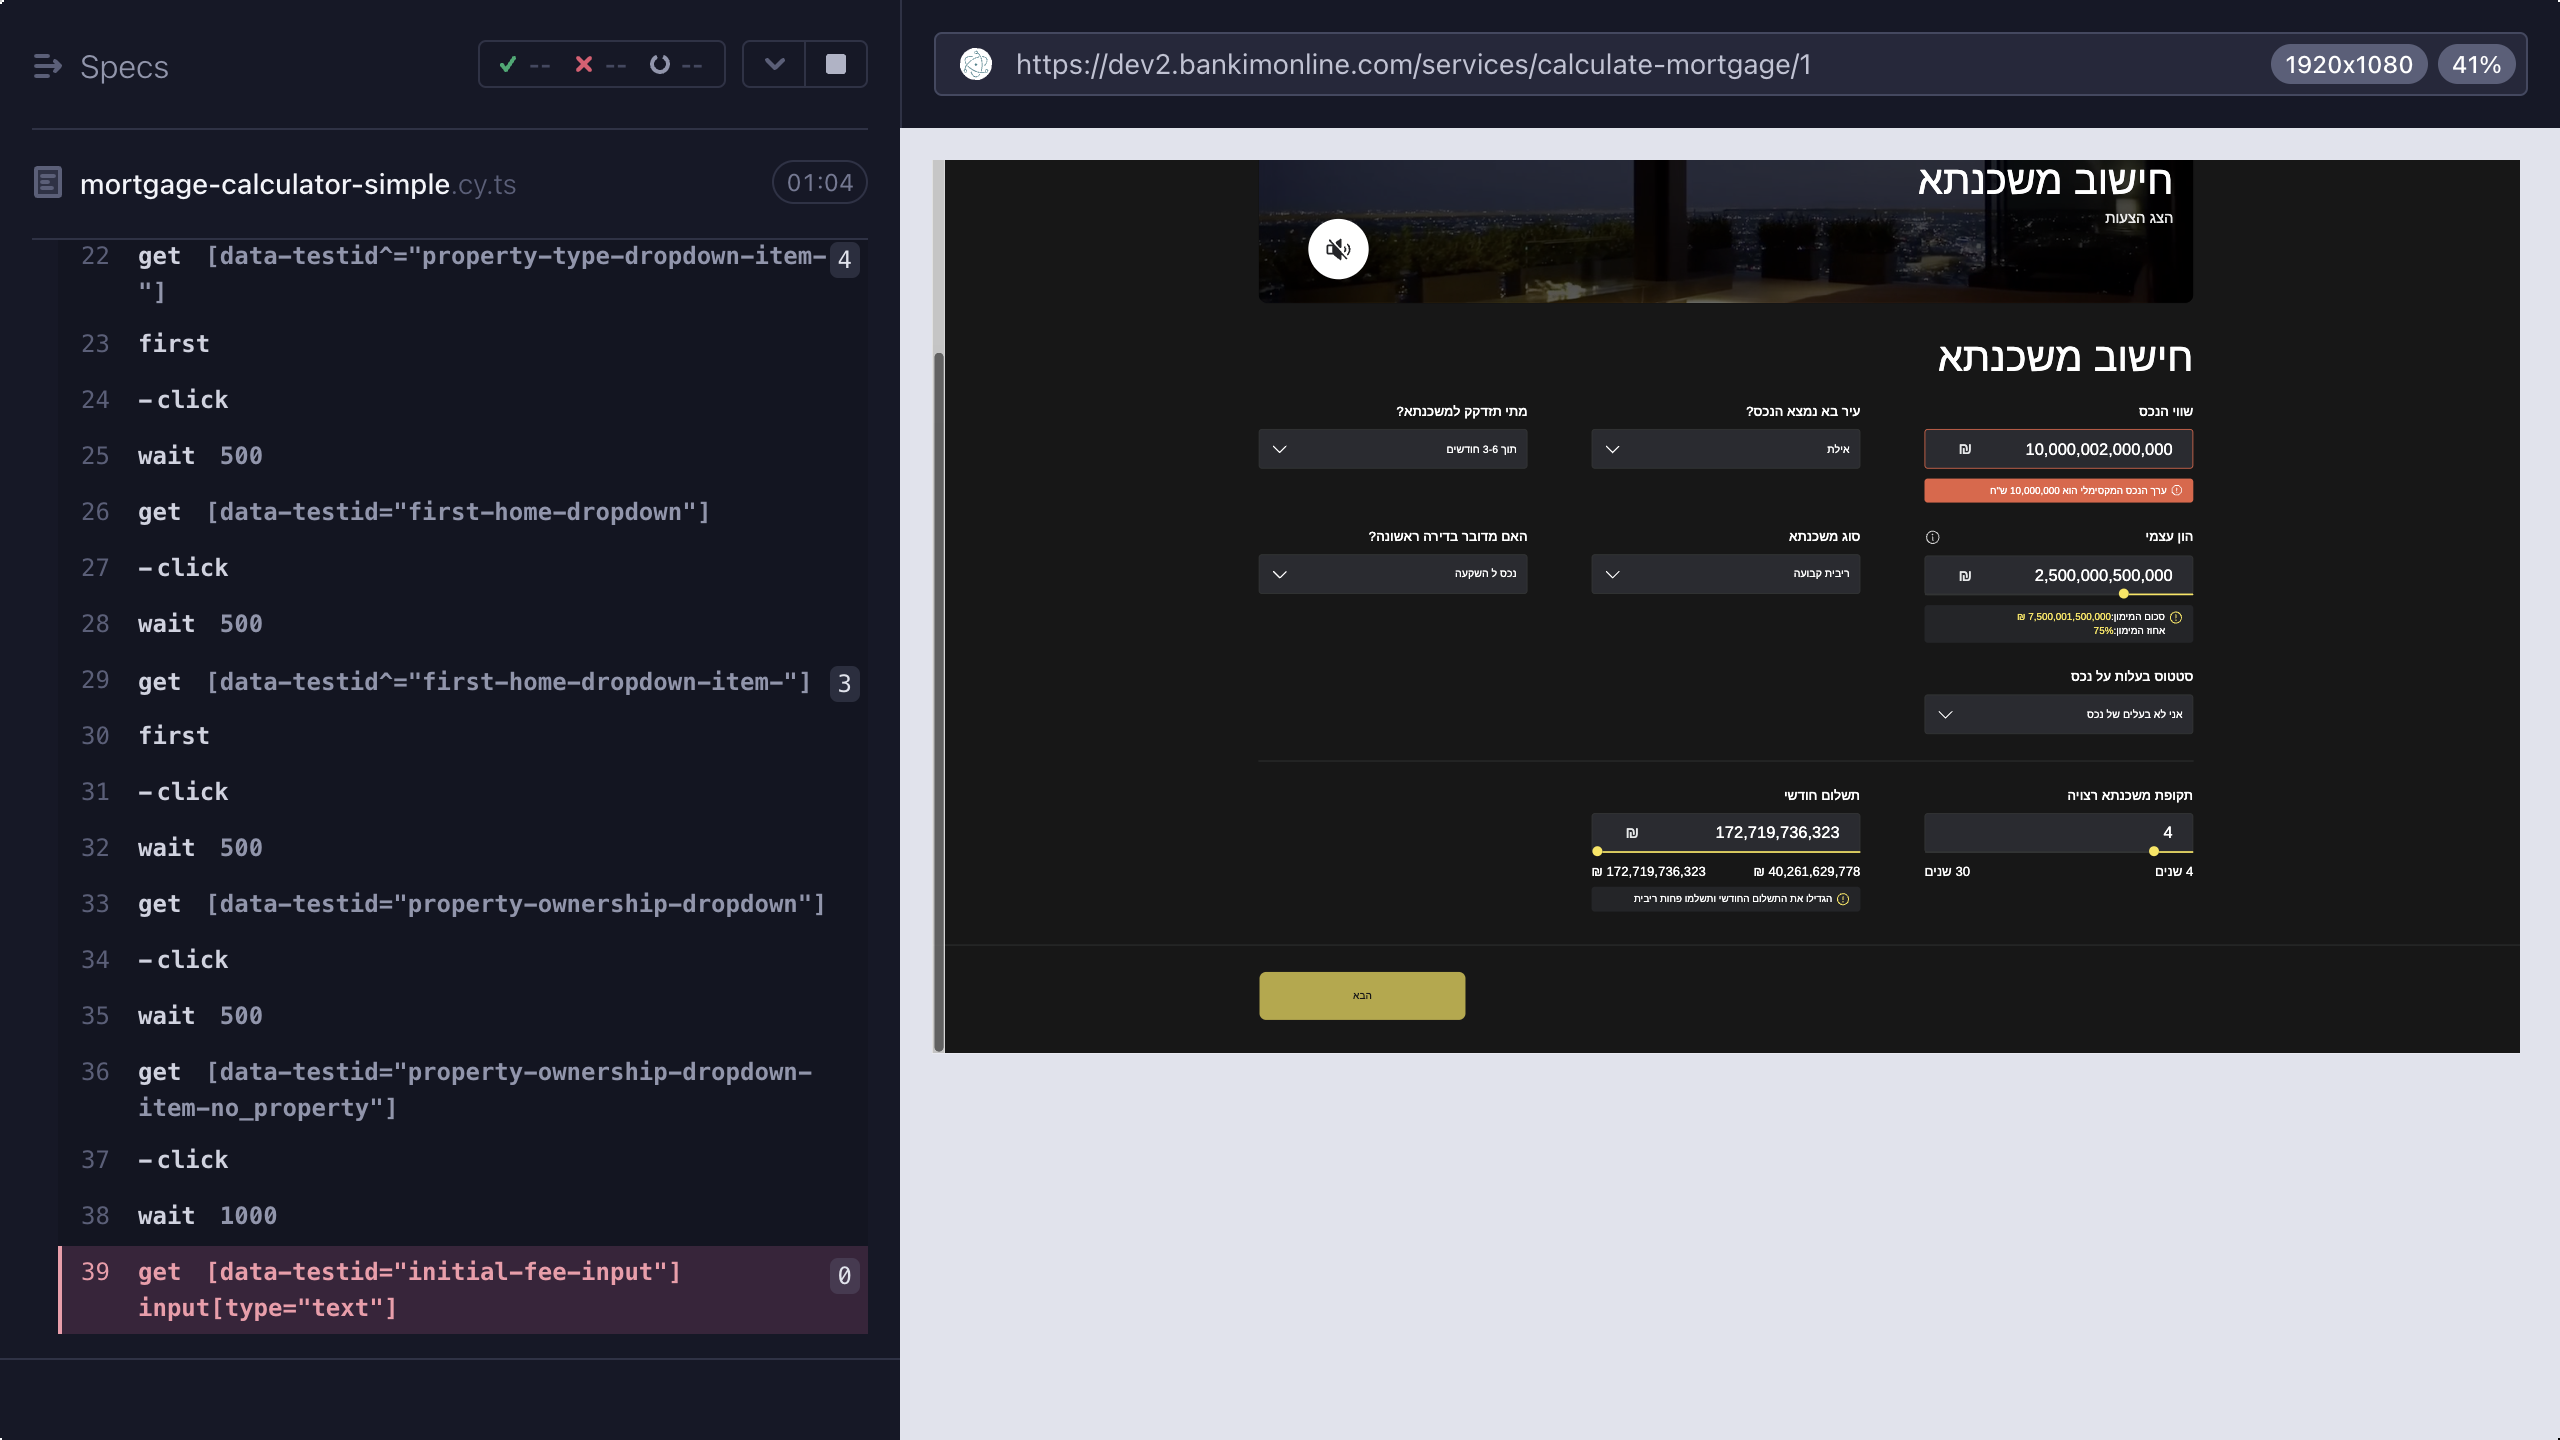 Specs
--
--
--
mortgage-calculator-simple.cy.ts
01:04
22 get [data-testid^="property-type-dropdown-item-
"] 4
23 first
24 -click
25 wait 500
26 get [data-testid="first-home-dropdown"]
27 -click
28 wait 500
29 get [data-testid^="first-home-dropdown-item-"] 3
30 first
31 -click
32 wait 500
33 get [data-testid="property-ownership-dropdown"]
34 -click
35 wait 500
36 get [data-testid="property-ownership-dropdown-
item-no_property"]
37 -click
38 wait 1000
39 get [data-testid="initial-fee-input"] 0
input[type="text"]
https://dev2.bankimonline.com/services/calculate-mortgage/1
1920x1080
41%
חישוב משכנתא
הצג הצעות
חישוב משכנתא
שווי הנכס
10,000,002,000,000 ₪
ערך הנכס המקסימלי הוא 10,000,000 ש"ח
עיר בא נמצא הנכס?
אילת
מתי תזדקק למשכנתא?
תוך 3-6 חודשים
הון עצמי
2,500,000,500,000 ₪
סכום המימון:7,500,001,500,000 ₪
אחוז המימון:75%
סוג משכנתא
ריבית קבועה
האם מדובר בדירה ראשונה?
נכס ל השקעה
סטטוס בעלות על נכס
אני לא בעלים של נכס
תקופת משכנתא רצויה
4
4 שנים
30 שנים
תשלום חודשי
172,719,736,323 ₪
40,261,629,778 ₪
172,719,736,323 ₪
הגדילו את התשלום החודשי ותשלמו פחות ריבית
הבא